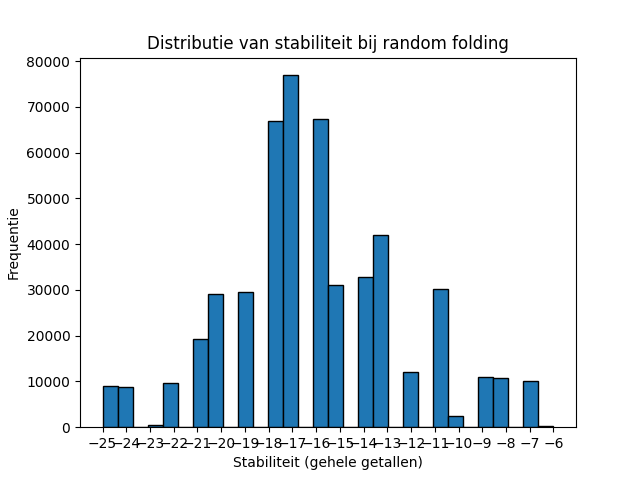 Distributie van stabiliteit bij random folding
80000
70000
60000
50000
40000
30000
20000
10000
0
Frequentie
−25 −24 −23 −22 −21 −20 −19 −18 −17 −16 −15 −14 −13 −12 −11 −10 −9 −8 −7 −6
Stabiliteit (gehele getallen)